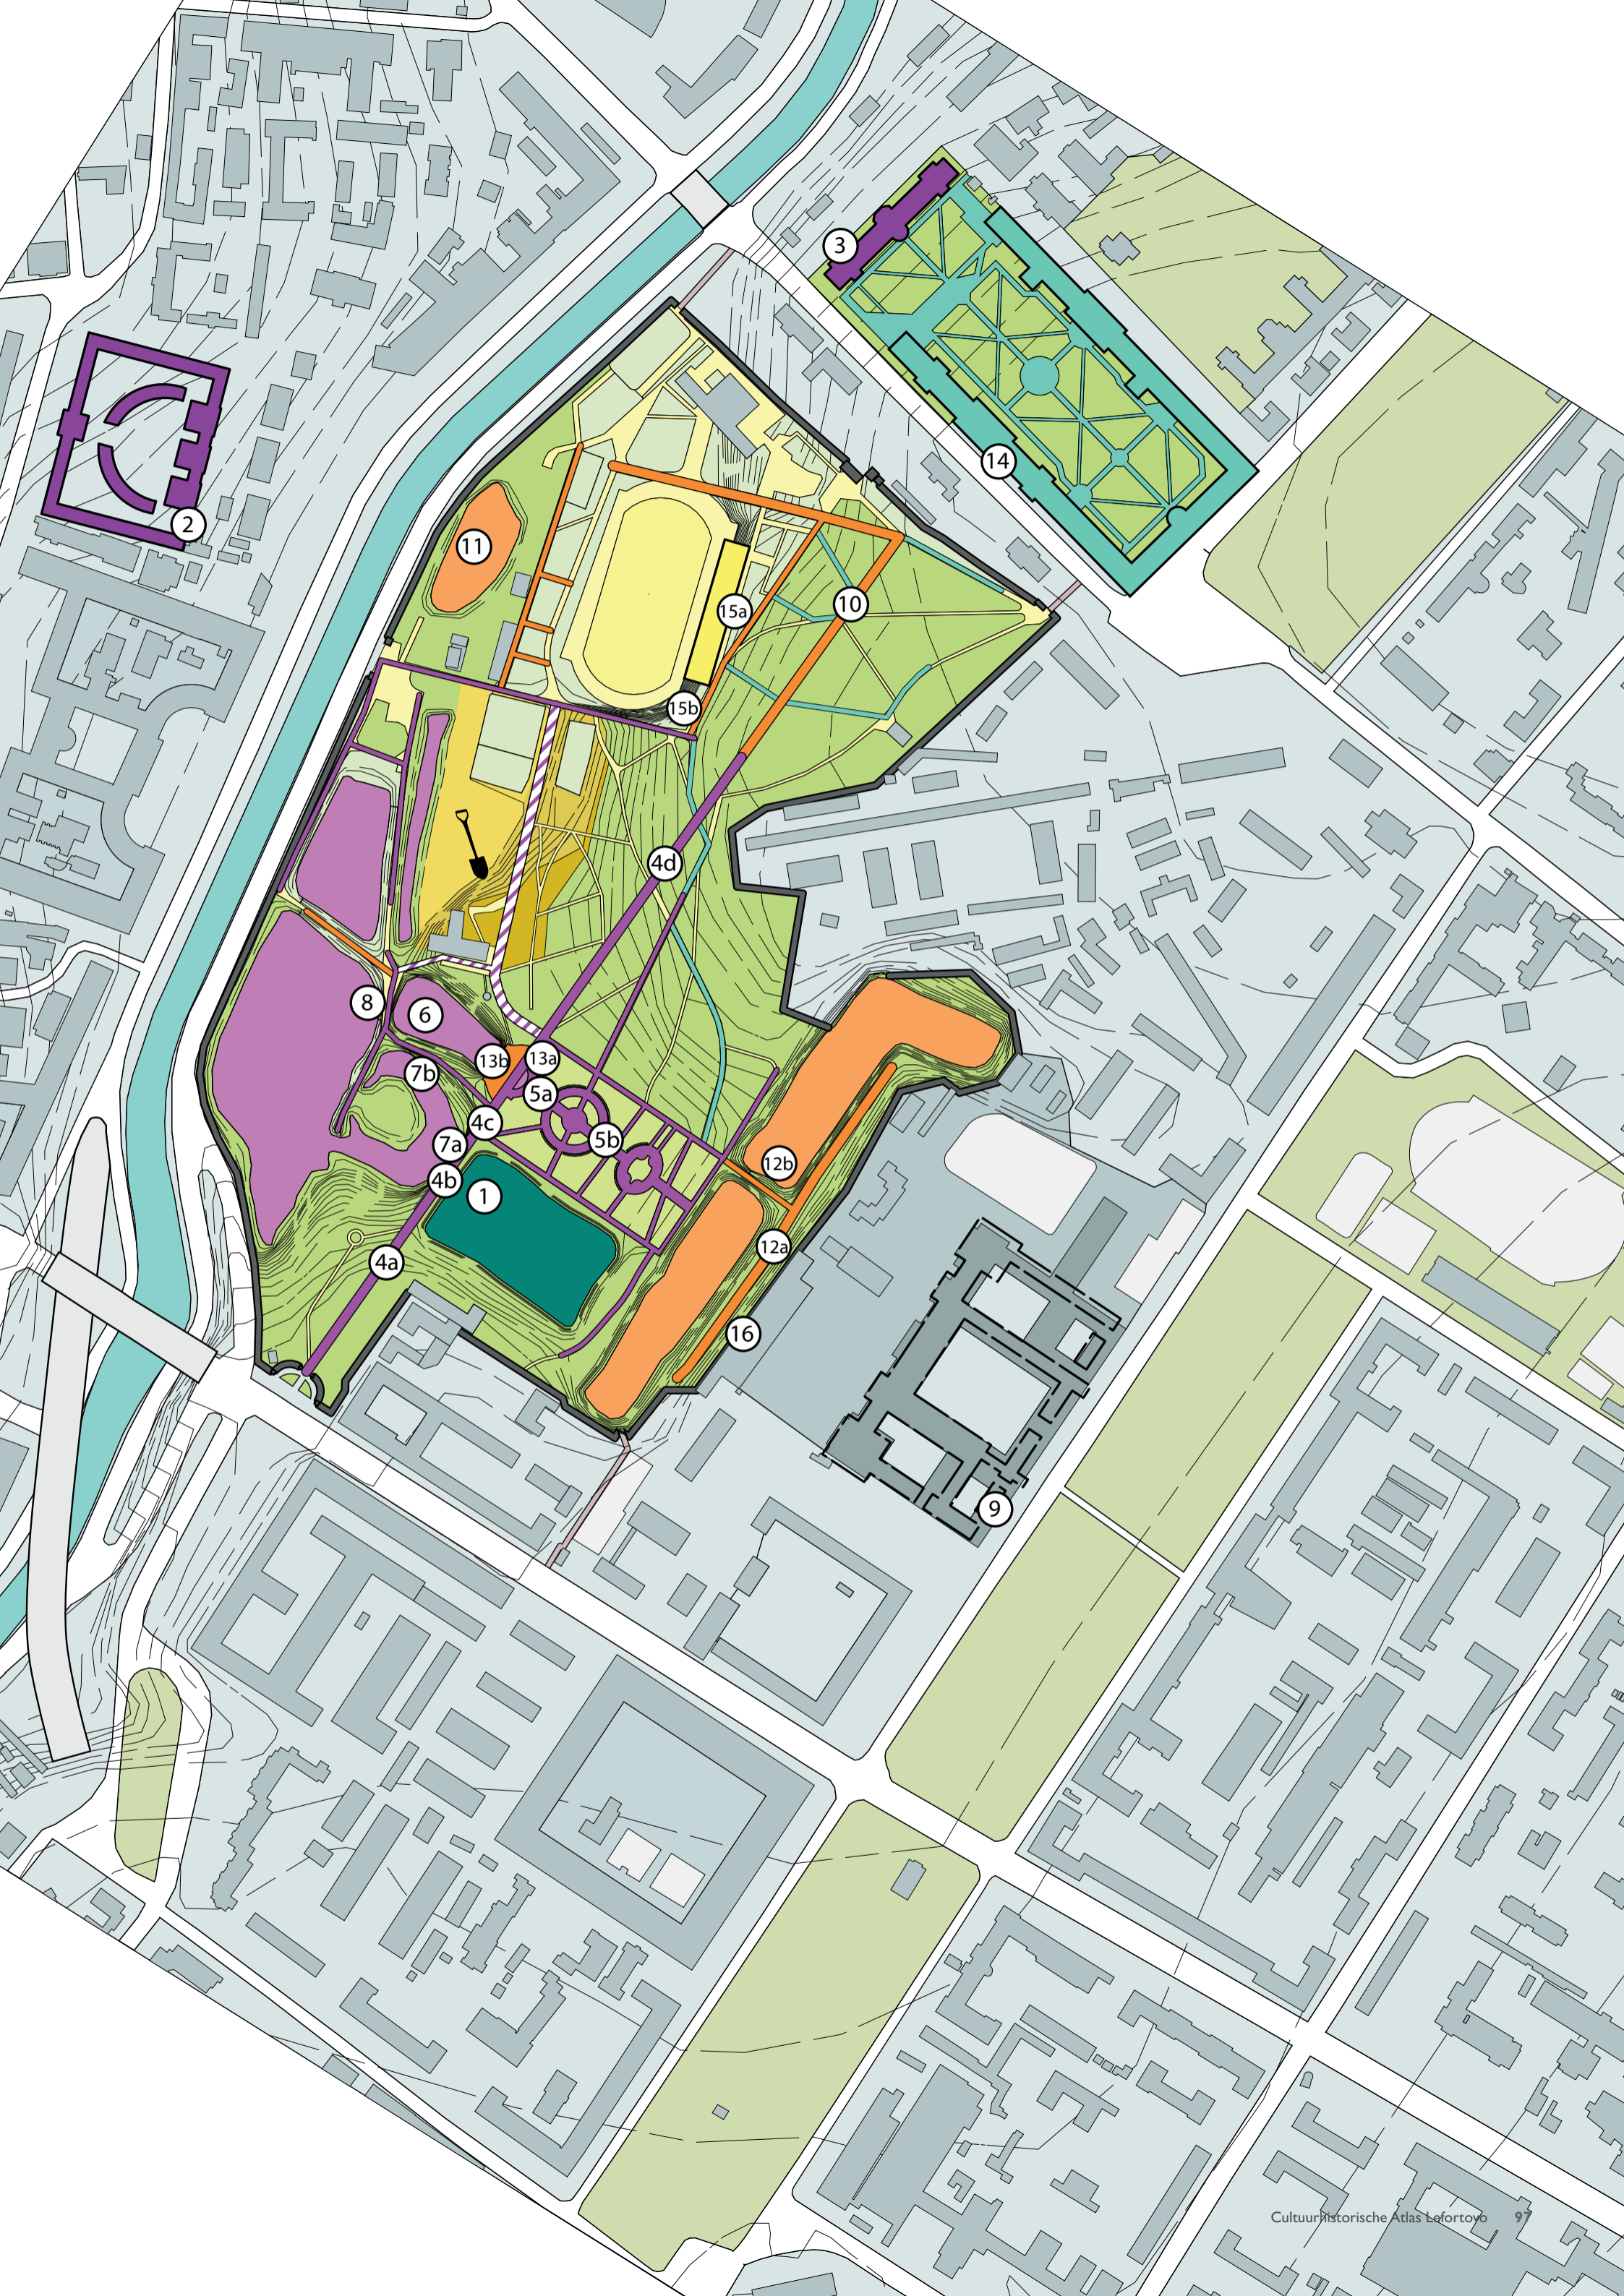 3
14
2
11
15a
10
15b
4d
8
6
13b
13a
7b
5a
4c
5b
7a
12b
4b
1
12a
4a
16
9
Cultuurhistorische Atlas Lefortovo 97